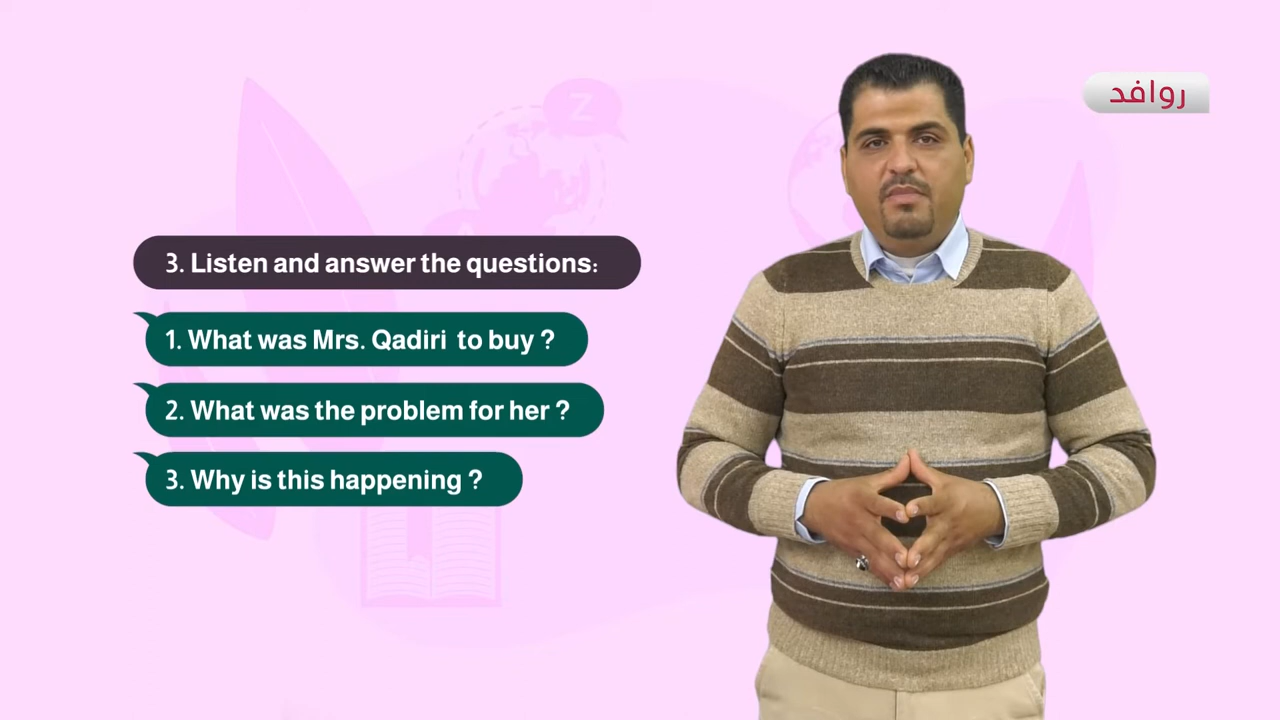 روافد
3. Listen and answer the questions:
1. What was Mrs. Qadiri to buy ?
2. What was the problem for her ?
3. Why is this happening ?
Z